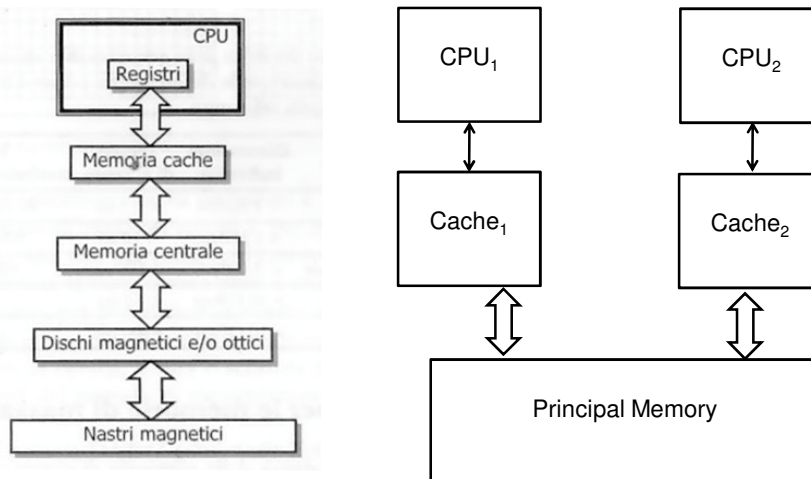 CPU
Registri
Memoria cache
Memoria centrale
Dischi magnetici e/o ottici
Nastri magnetici
CPU₁
CPU₂
Cache₁
Cache₂
Principal Memory